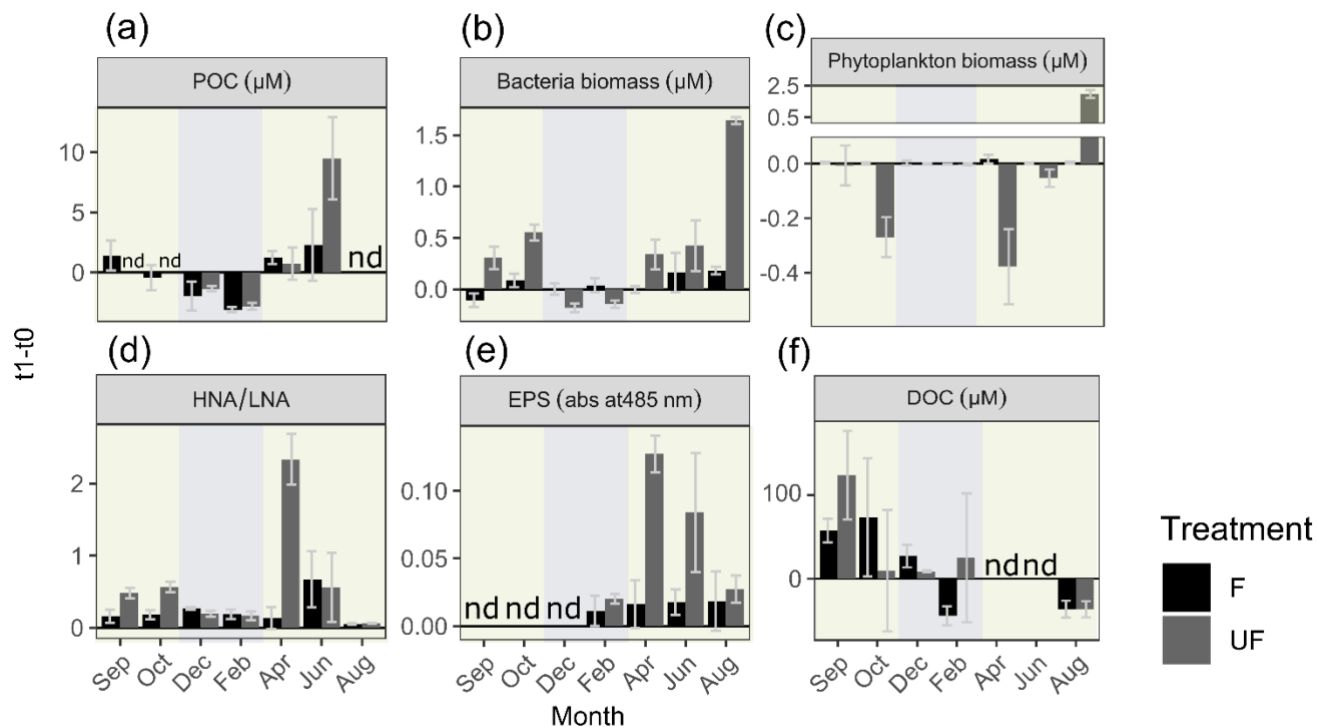 (a)
POC (µM)
10
5
0
nd nd
nd
(b)
Bacteria biomass (µM)
1.5
1.0
0.5
0.0
(c)
Phytoplankton biomass (µM)
2.5
0.5
0.0
-0.2
-0.4
t1-t0
(d)
HNA/LNA
2
1
0
Sep Oct Dec Feb Apr Jun Aug
(e)
EPS (abs at485 nm)
0.10
0.05
0.00
nd nd nd
Sep Oct Dec Feb Apr Jun Aug
(f)
DOC (µM)
100
0
nd nd
Sep Oct Dec Feb Apr Jun Aug
Month
Treatment
F
UF